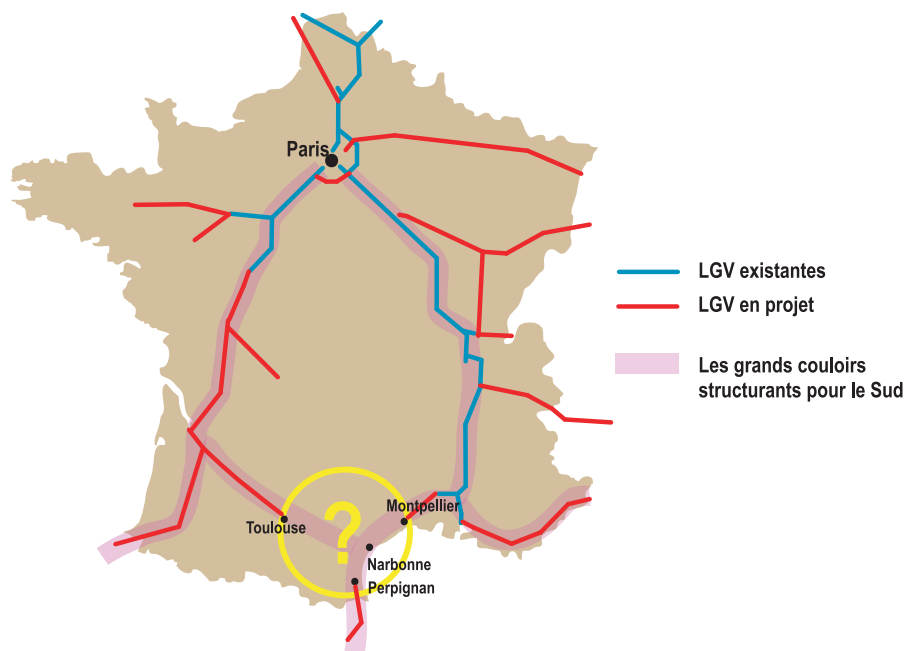 Paris
LGV existantes
LGV en projet
Les grands couloirs
structurants pour le Sud
Montpellier
?
Toulouse
Narbonne
Perpignan